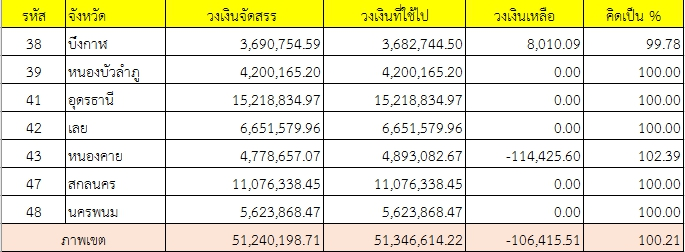 รหัส จังหวัด วงเงินจัดสรร วงเงินที่ใช้ไป วงเงินเหลือ คิดเป็น %
38 บึงกาฬ 3,690,754.59 3,682,744.50 8,010.09 99.78
39 หนองบัวลำภู 4,200,165.20 4,200,165.20 0.00 100.00
41 อุดรธานี 15,218,834.97 15,218,834.97 0.00 100.00
42 เลย 6,651,579.96 6,651,579.96 0.00 100.00
43 หนองคาย 4,778,657.07 4,893,082.67 -114,425.60 102.39
47 สกลนคร 11,076,338.45 11,076,338.45 0.00 100.00
48 นครพนม 5,623,868.47 5,623,868.47 0.00 100.00
ภาพเขต 51,240,198.71 51,346,614.22 -106,415.51 100.21